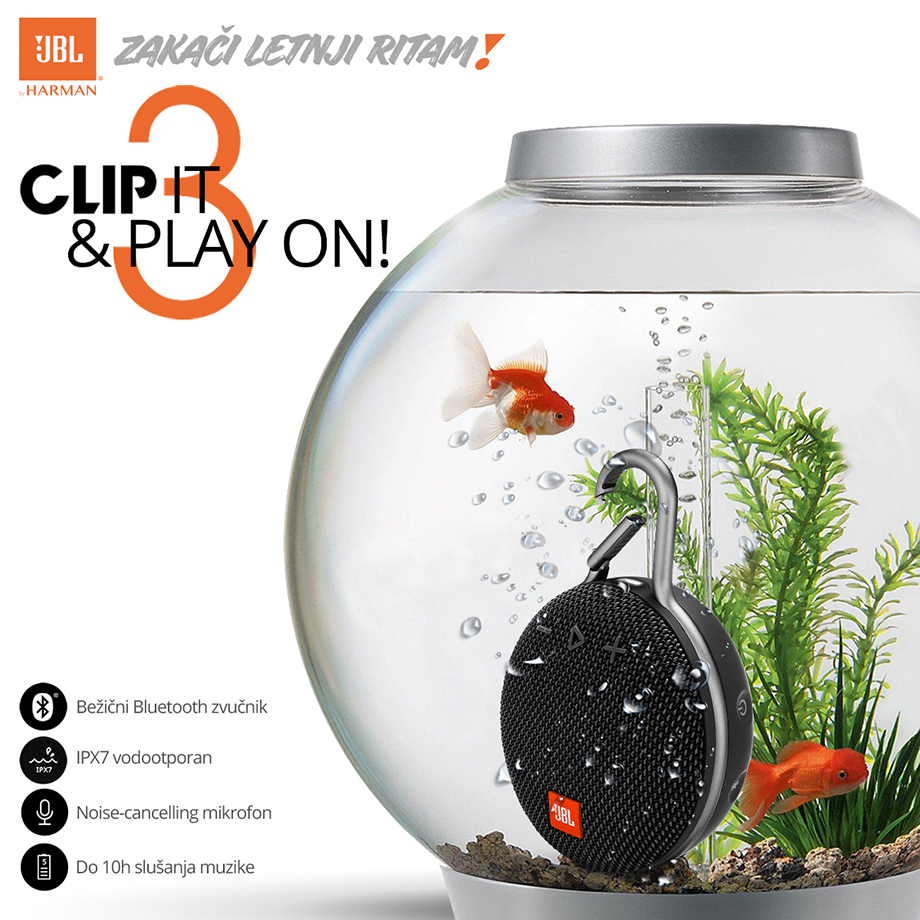 JBL
by HARMAN®
ZAKAČI LETNJI RITAM!
3
CLIP IT
& PLAY ON!
JBL
Bežični Bluetooth zvučnik
IPX7
IPX7 vodootporan
Noise-cancelling mikrofon
5
Do 10h slušanja muzike